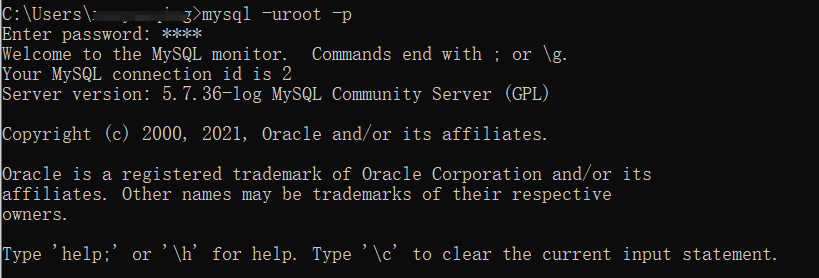 C:\Users\>mysql -uroot -p
Enter password: ****
Welcome to the MySQL monitor.  Commands end with ; or \g.
Your MySQL connection id is 2
Server version: 5.7.36-log MySQL Community Server (GPL)
Copyright (c) 2000, 2021, Oracle and/or its affiliates.
Oracle is a registered trademark of Oracle Corporation and/or its
affiliates. Other names may be trademarks of their respective
owners.
Type 'help;' or '\h' for help. Type '\c' to clear the current input statement.